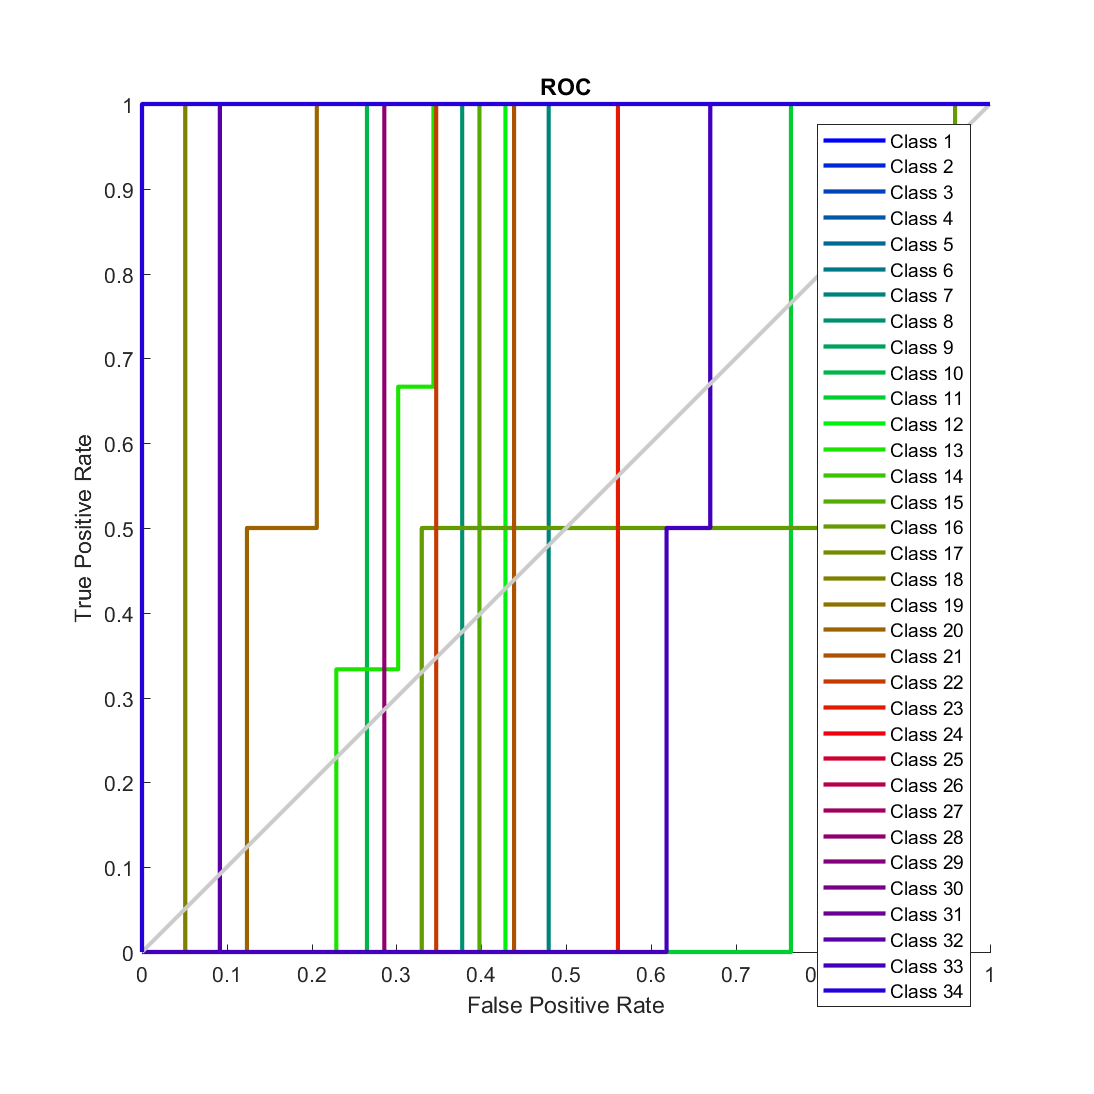 ROC
1
0.9
0.8
0.7
0.6
0.5
0.4
0.3
0.2
0.1
0
True Positive Rate
0 0.1 0.2 0.3 0.4 0.5 0.6 0.7 1
False Positive Rate
Class 1
Class 2
Class 3
Class 4
Class 5
Class 6
Class 7
Class 8
Class 9
Class 10
Class 11
Class 12
Class 13
Class 14
Class 15
Class 16
Class 17
Class 18
Class 19
Class 20
Class 21
Class 22
Class 23
Class 24
Class 25
Class 26
Class 27
Class 28
Class 29
Class 30
Class 31
Class 32
Class 33
Class 34